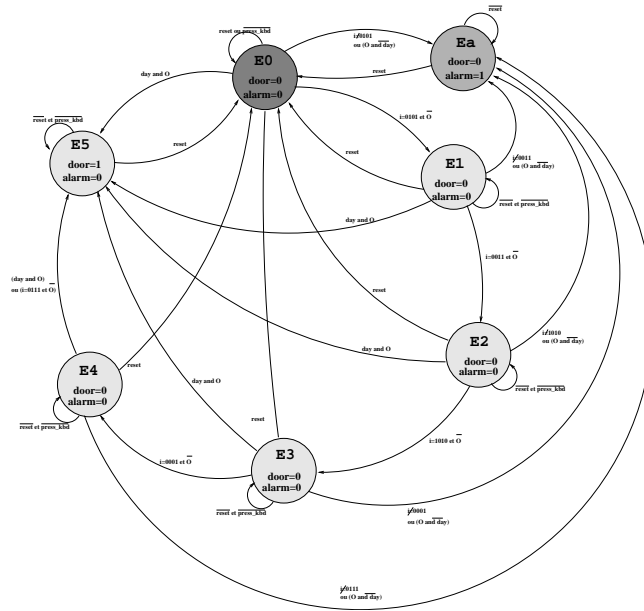 reset
reset ou press_kbd
i≠0101
ou (O and day)
Ea
door=0
alarm=1
E0
door=0
alarm=0
day and O
reset
i=0101 et O
reset et press_kbd
E5
door=1
alarm=0
reset
reset
E1
door=0
alarm=0
i≠0011
ou (O and day)
reset et press_kbd
day and O
i=0011 et O
(day and O)
ou (i=0111 et O)
reset
E2
door=0
alarm=0
i≠1010
ou (O and day)
day and O
reset et press_kbd
E4
door=0
alarm=0
reset
day and O
reset et press_kbd
reset
i=1010 et O
i=0001 et O
E3
door=0
alarm=0
reset et press_kbd
i≠0001
ou (O and day)
i≠0111
ou (O and day)